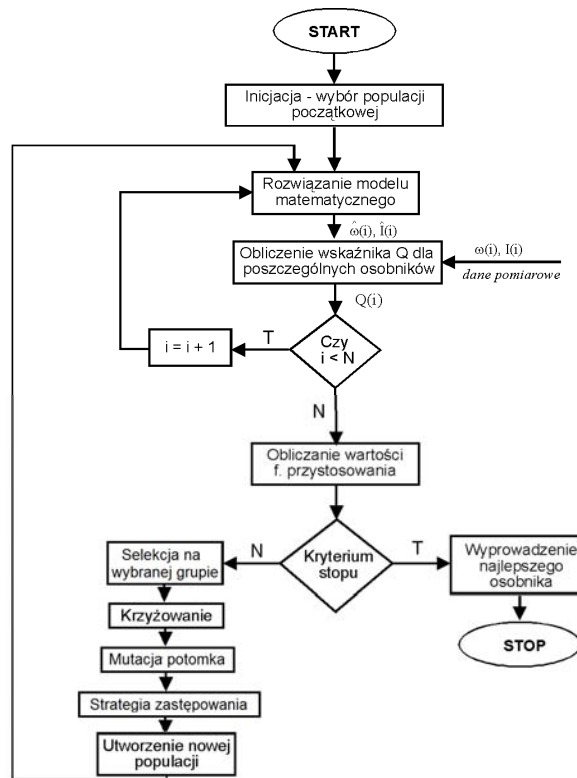 START
Inicjacja - wybór populacji
początkowej
Rozwiązanie modelu
matematycznego
ω̂(i), Î(i)
Obliczenie wskaźnika Q dla
poszczególnych osobników
ω(i), I(i)
dane pomiarowe
Q(i)
Czy
i < N
T
i = i + 1
N
Obliczanie wartości
f. przystosowania
Kryterium
stopu
N
T
Selekcja na
wybranej grupie
Krzyżowanie
Mutacja potomka
Strategia zastępowania
Utworzenie nowej
populacji
Wyprowadzenie
najlepszego
osobnika
STOP